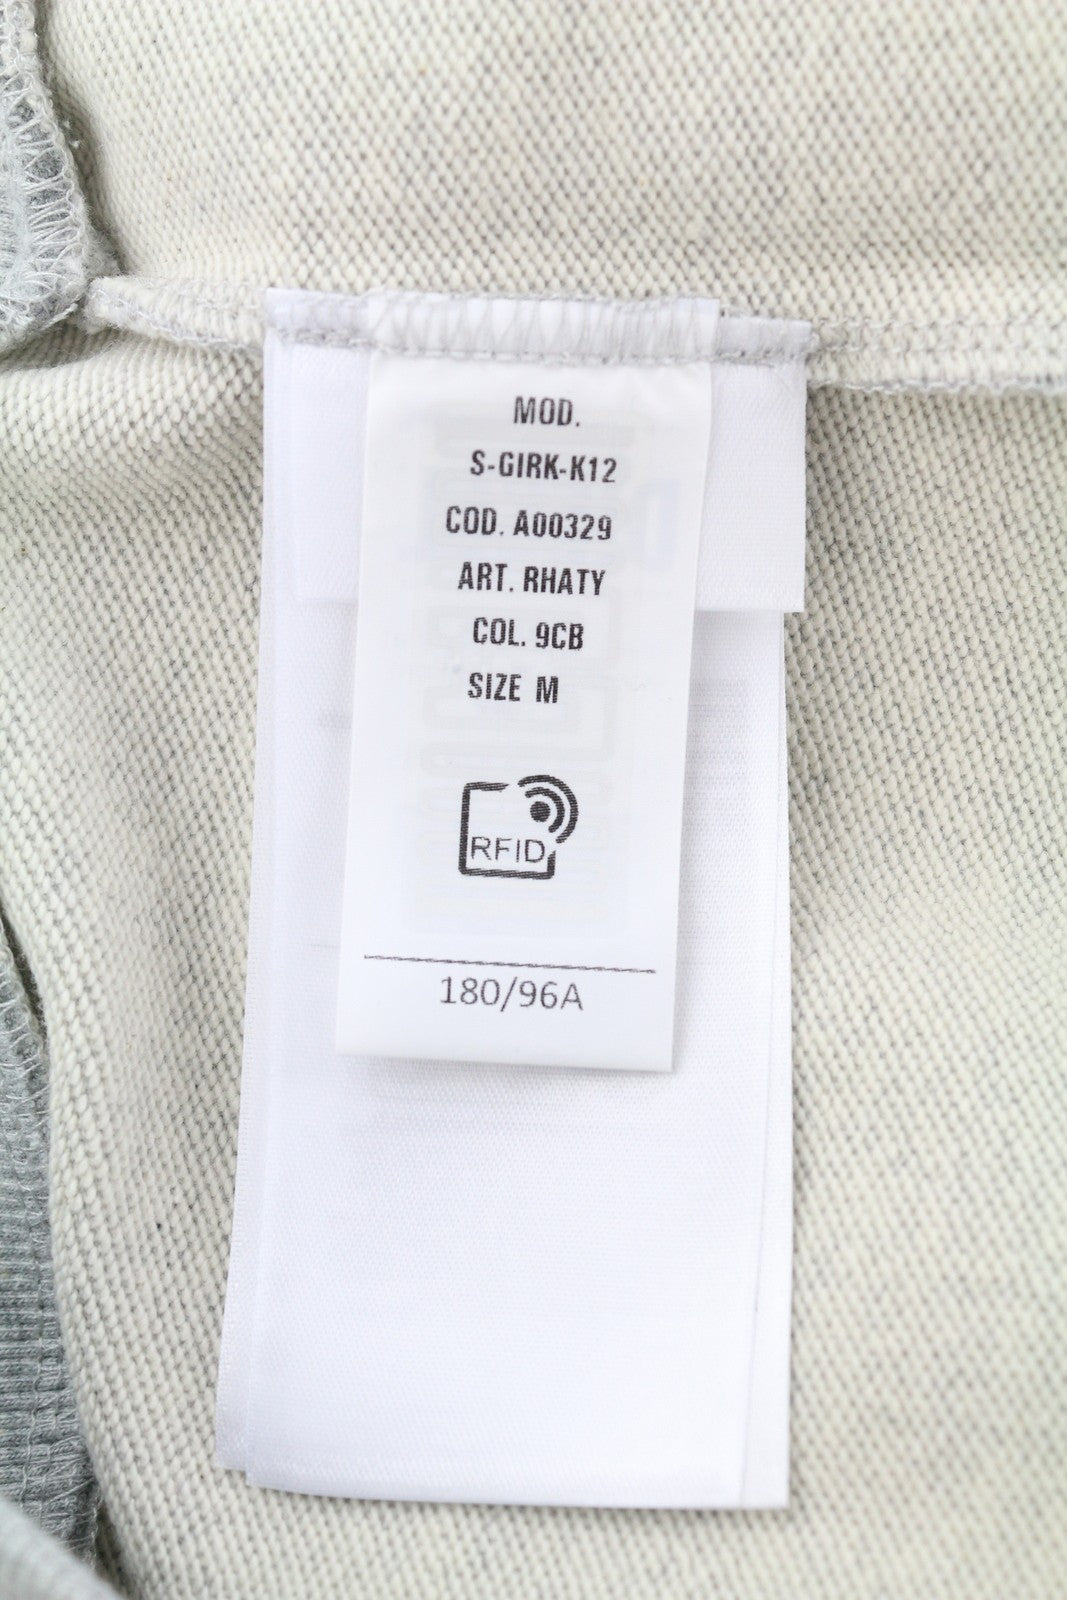 MOD.
S-GIRK-K12
COD. A00329
ART. RHATY
COL. 9CB
SIZE M
RFID
180/96A